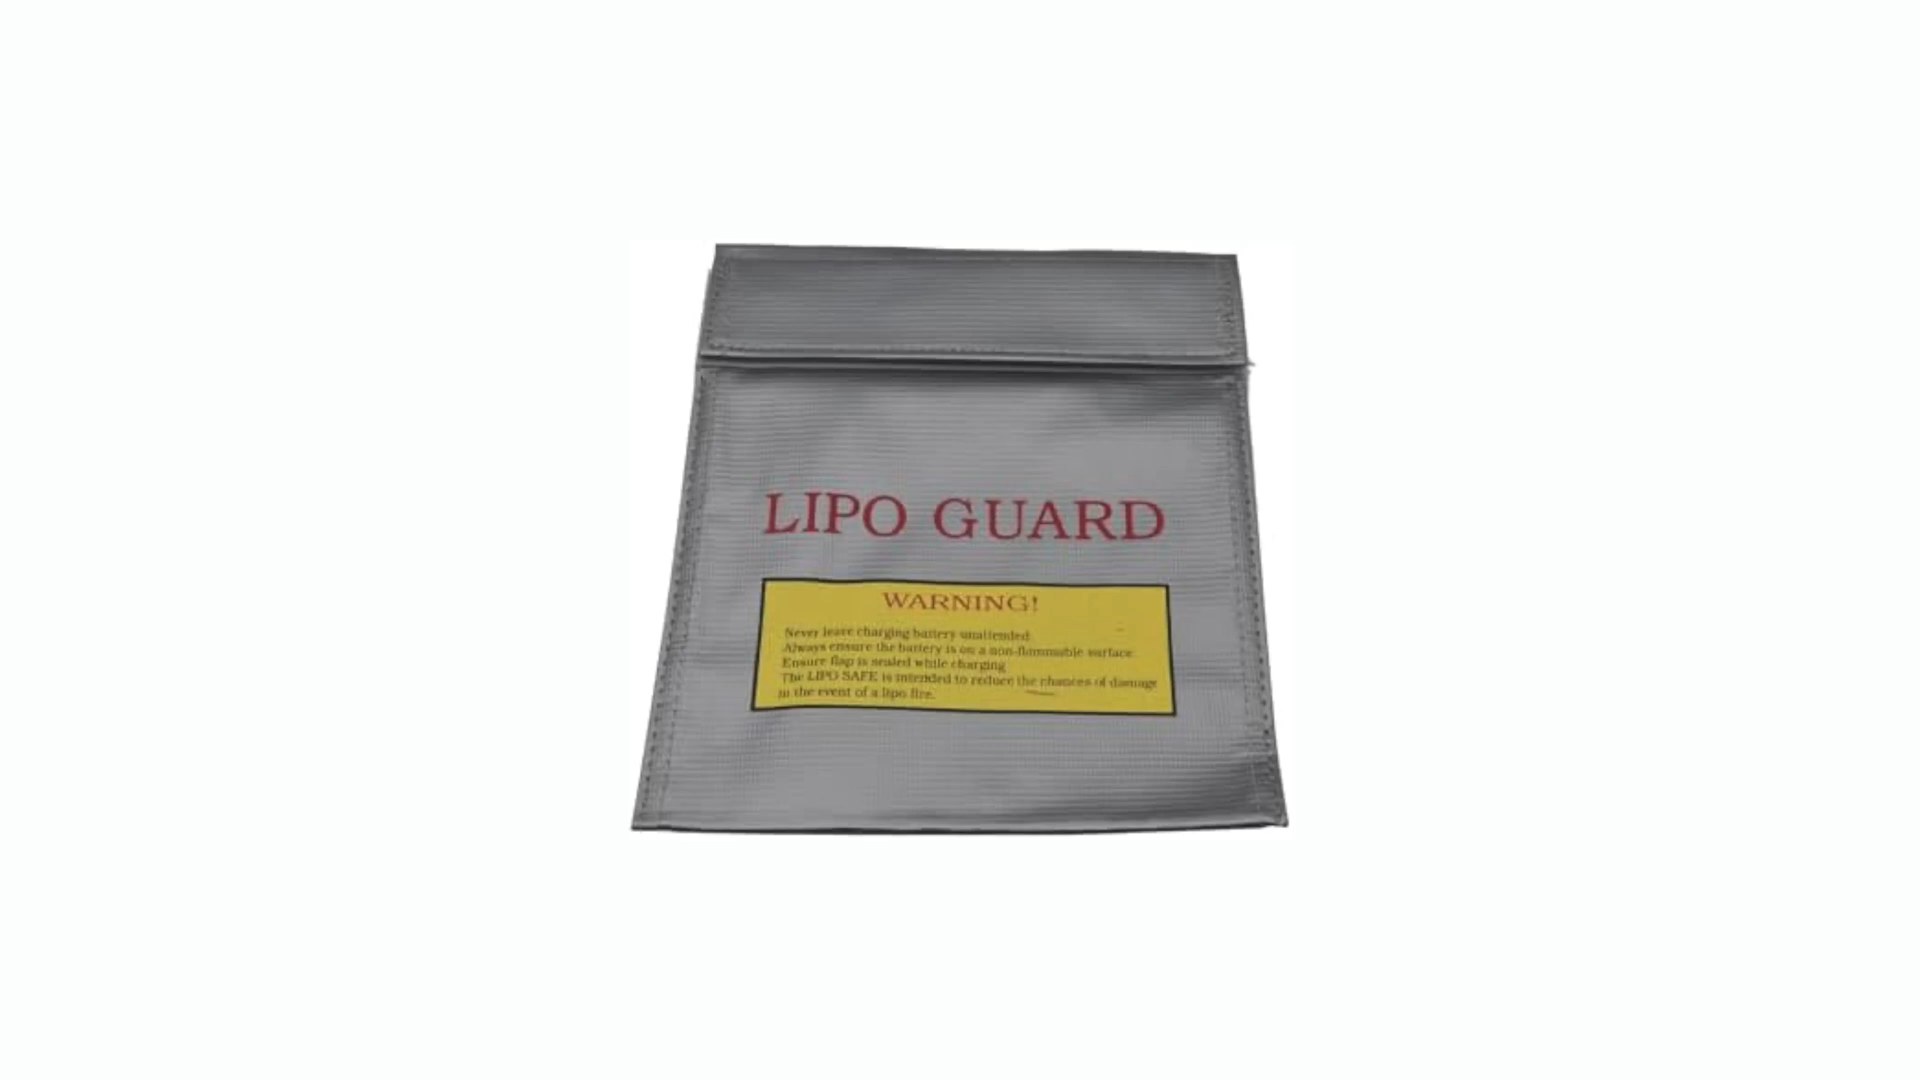 LIPO GUARD
WARNING!
Never leave charging battery unattended
Always ensure the battery is on a non-flammable surface
Ensure flap is sealed while charging
The LIPO SAFE is intended to reduce the chances of damage
in the event of a lipo fire.